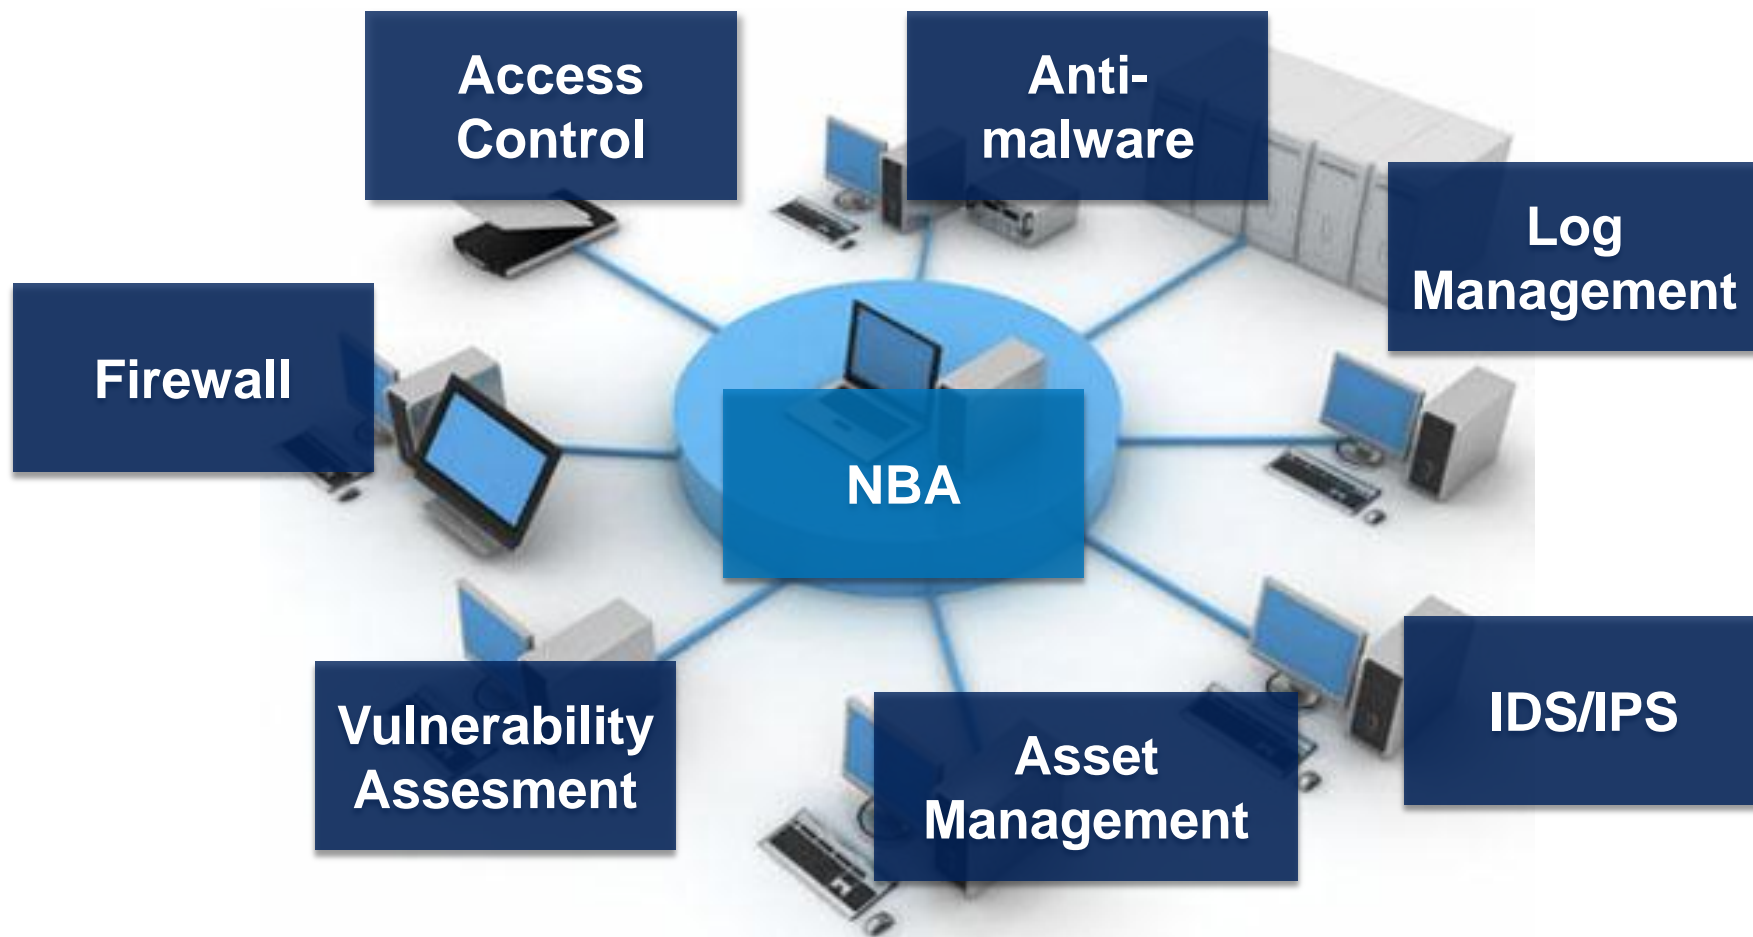 Access
Control
Anti-
malware
Log
Management
Firewall
NBA
Vulnerability
Assesment
Asset
Management
IDS/IPS